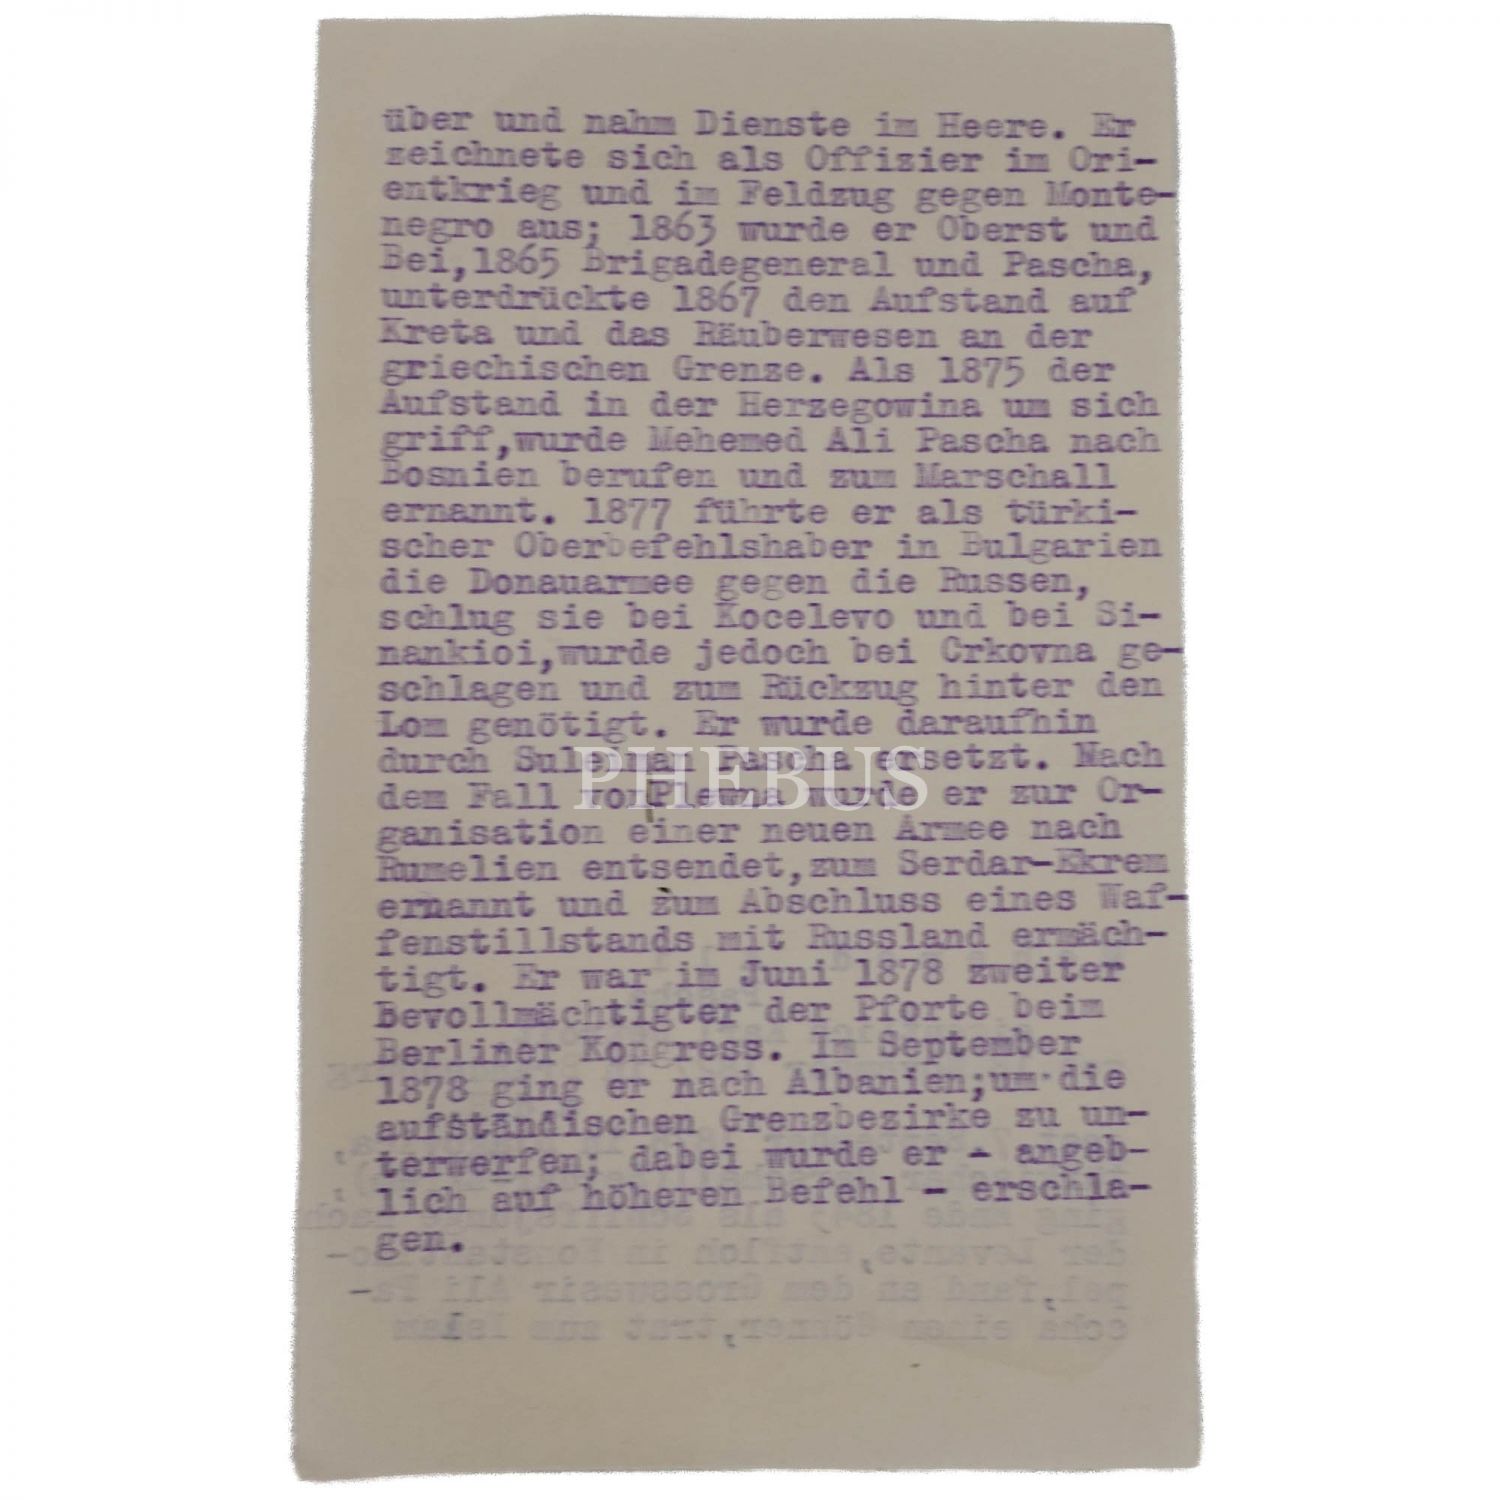 über und nahm Dienste im Heere. Er
zeichnete sich als Offizier im Ori-
entkrieg und im Feldzug gegen Monte-
negro aus; 1863 wurde er Oberst und
Bei,1865 Brigadegeneral und Pascha,
unterdrückte 1867 den Aufstand auf
Kreta und das Räuberwesen an der
griechischen Grenze. Als 1875 der
Aufstand in der Herzegowina um sich
griff,wurde Mehemed Ali Pascha nach
Bosnien berufen und zum Marschall
ernannt. 1877 führte er als türki-
scher Oberbefehlshaber in Bulgarien
die Donauarmee gegen die Russen,
schlug sie bei Kocelevo und bei Si-
nankioi,wurde jedoch bei Crkovna ge-
schlagen und zum Rückzug hinter den
Lom genötigt. Er wurde daraufhin
durch Suleiman Pascha ersetzt. Nach
PHEBUS
dem Fall von Plewna wurde er zur Or-
ganisation einer neuen Armee nach
Rumelien entsendet,zum Serdar-Ekrem
ernannt und zum Abschluss eines Waf-
fenstillstands mit Russland ermäch-
tigt. Er war im Juni 1878 zweiter
Bevollmächtigter der Pforte beim
Berliner Kongress. Im September
1878 ging er nach Albanien;um die
aufständischen Grenzbezirke zu un-
terwerfen; dabei wurde er - angeb-
lich auf höheren Befehl - erschla-
gen.